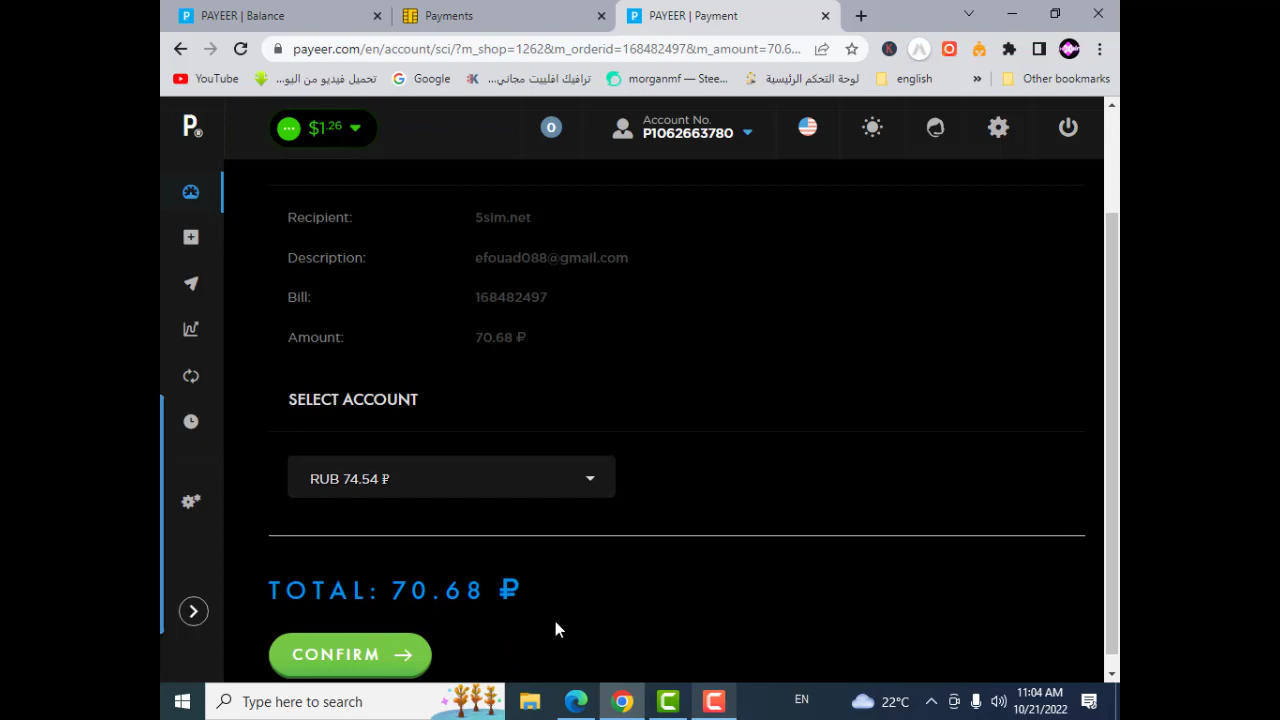 PAYEER | Balance
Payments
PAYEER | Payment
payeer.com/en/account/sci/?m_shop=1262&m_orderid=168482497&m_amount=70.6...
YouTube
تحميل فيديو من اليو...
Google
ترافيك افلييت مجاني...
morganmf — Stee...
لوحة التحكم الرئيسية
english
»
Other bookmarks
P
$1.26
0
Account No.
P1062663780
Recipient: 5sim.net
Description: efouad088@gmail.com
Bill: 168482497
Amount: 70.68 ₽
SELECT ACCOUNT
RUB 74.54 ₽
TOTAL: 70.68 ₽
CONFIRM
Type here to search
EN
22°C
11:04 AM
10/21/2022